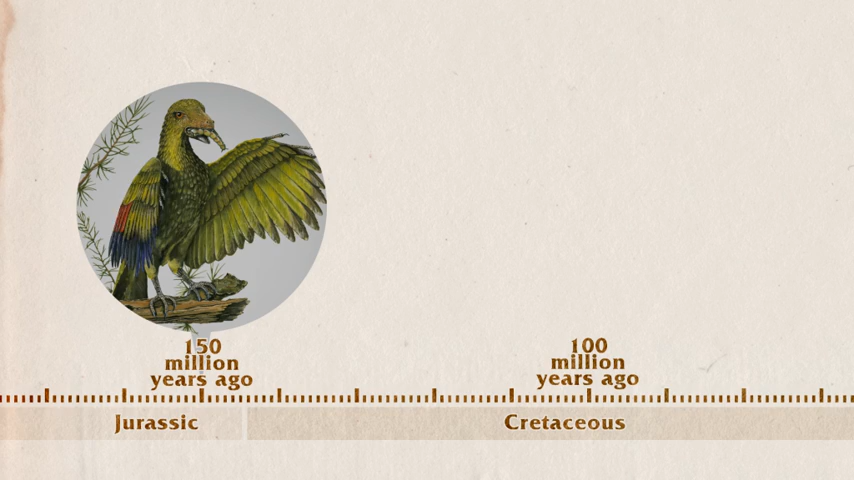 150
million
years ago
100
million
years ago
Jurassic
Cretaceous